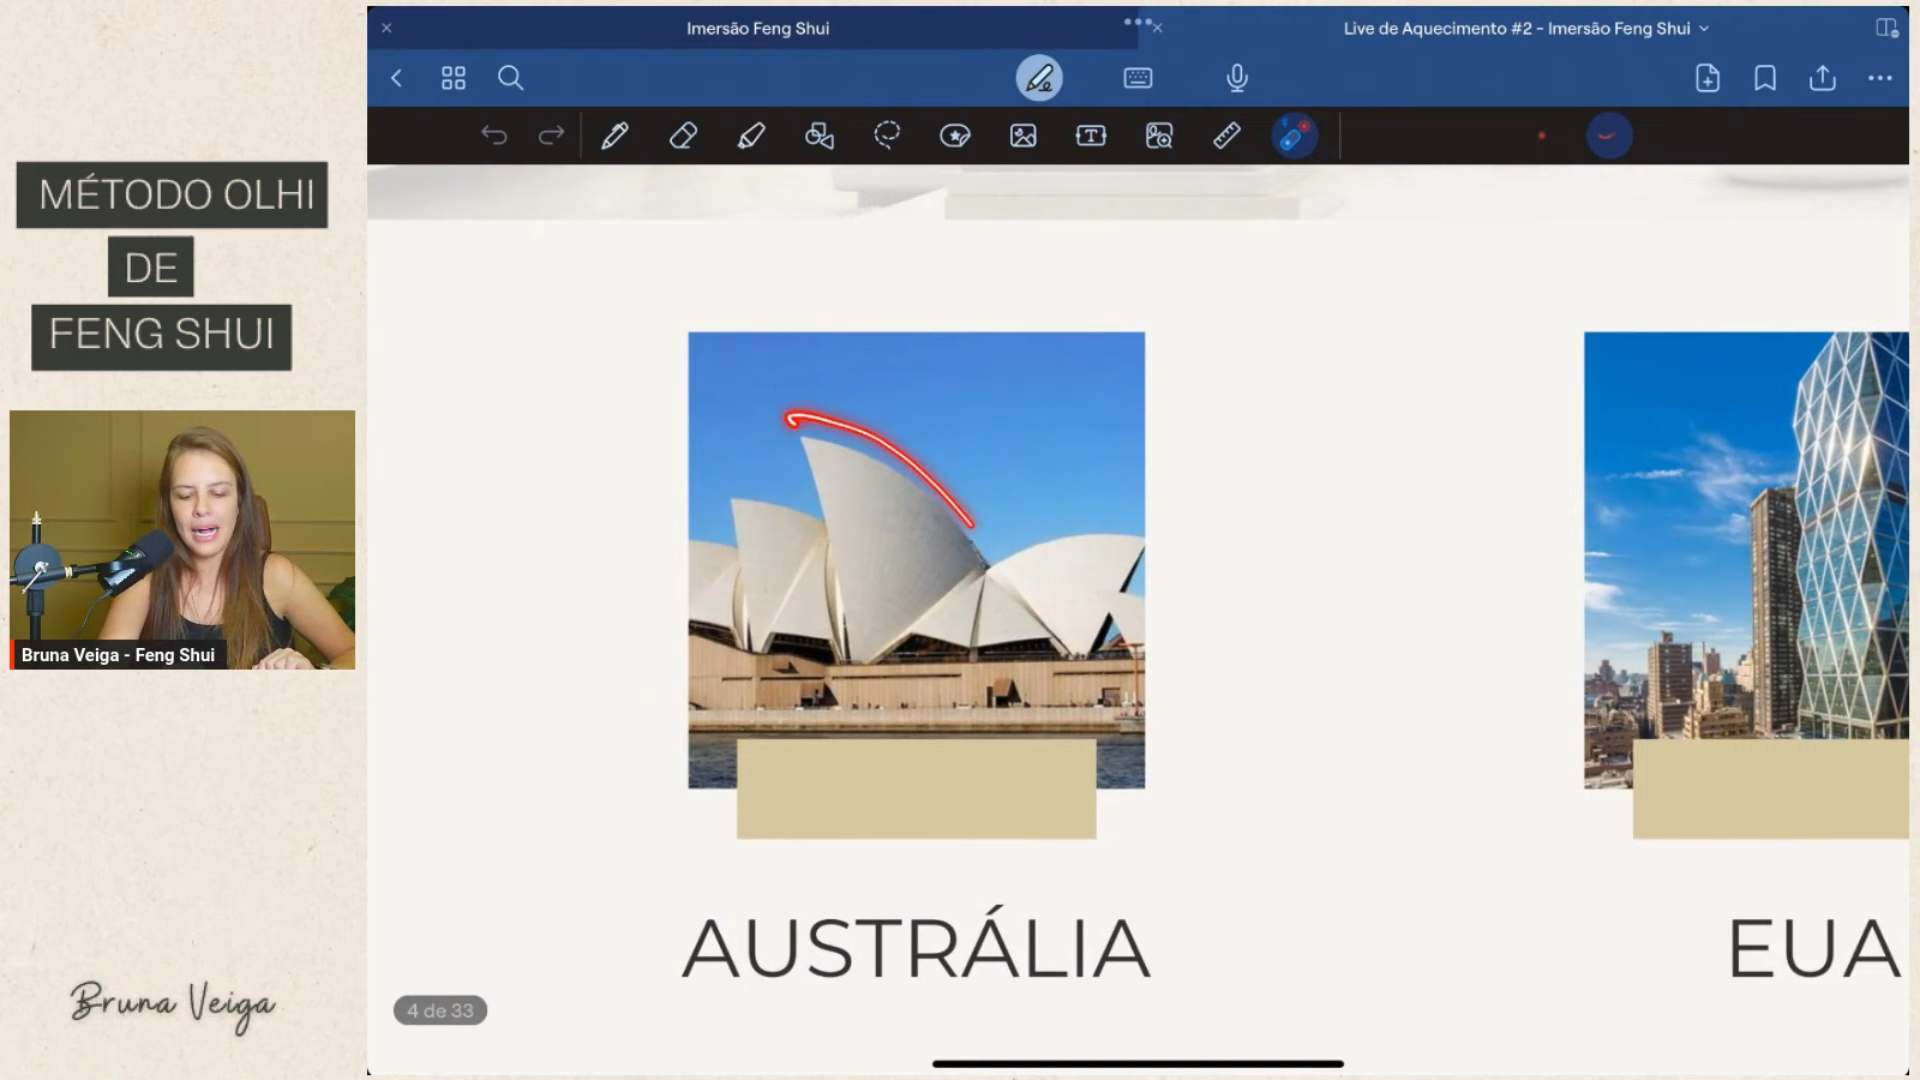 Imersão Feng Shui
Live de Aquecimento #2 - Imersão Feng Shui
MÉTODO OLHI
DE
FENG SHUI
Bruna Veiga - Feng Shui
AUSTRÁLIA
EUA
4 de 33
Bruna Veiga